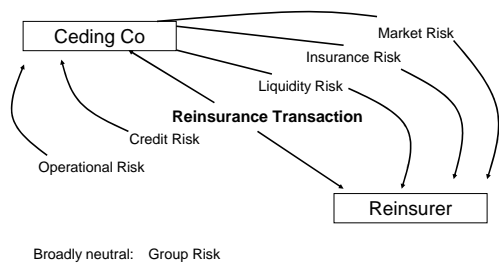 Ceding Co
Market Risk
Insurance Risk
Liquidity Risk
Reinsurance Transaction
Credit Risk
Operational Risk
Reinsurer
Broadly neutral: Group Risk